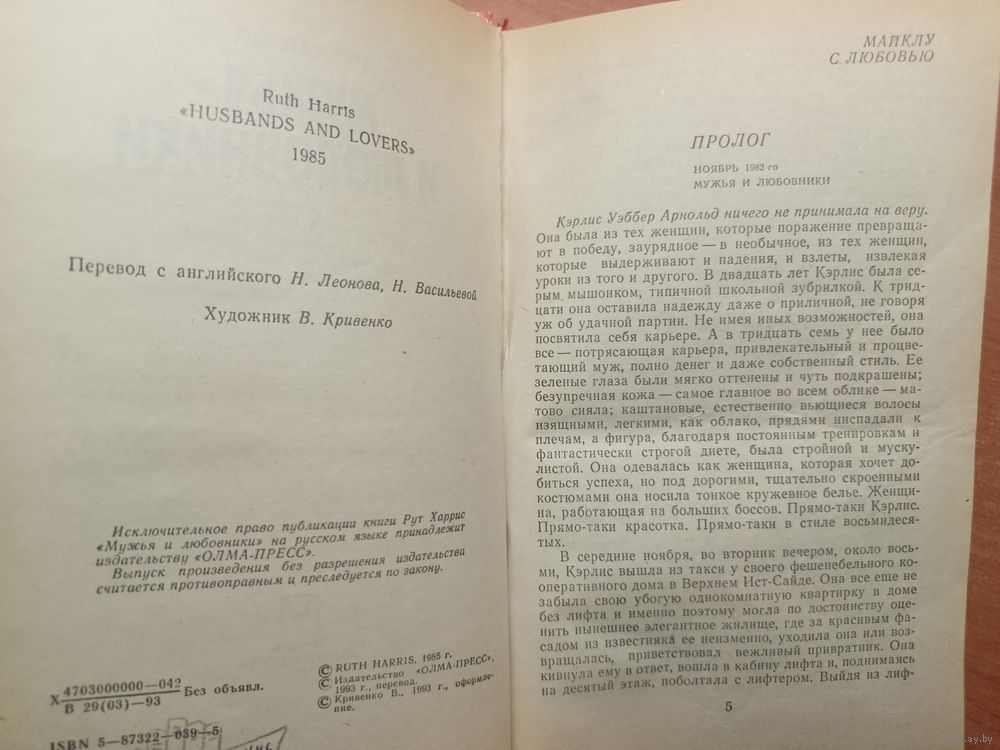 Ruth Harris
«HUSBANDS AND LOVERS»
1985
Перевод с английского Н. Леонова, Н. Васильевой
Художник В. Кривенко
Исключительное право публикации книги Рут Харрис
«Мужья и любовники» на русском языке принадлежит
издательству «ОЛМА-ПРЕСС».
Выпуск произведения без разрешения издательства
считается противоправным и преследуется по закону.
Х 4703000000—042
В 29(03)—93
Без объявл.
ISBN 5—87322—039—5
© RUTH HARRIS, 1985 г.
© Издательство «ОЛМА-ПРЕСС»,
1993 г., перевод.
© Кривенко В., 1993 г., оформле-
ние.
МАЙКЛУ
С ЛЮБОВЬЮ
ПРОЛОГ
НОЯБРЬ 1982-го
МУЖЬЯ И ЛЮБОВНИКИ
Кэрлис Уэббер Арнольд ничего не принимала на веру.
Она была из тех женщин, которые поражение превраща-
ют в победу, заурядное — в необычное, из тех женщин,
которые выдерживают и падения, и взлеты, извлекая
уроки из того и другого. В двадцать лет Кэрлис была се-
рым мышонком, типичной школьной зубрилкой. К трид-
цати она оставила надежду даже о приличной, не говоря
уж об удачной партии. Не имея иных возможностей, она
посвятила себя карьере. А в тридцать семь у нее было
все — потрясающая карьера, привлекательный и процве-
тающий муж, полно денег и даже собственный стиль. Ее
зеленые глаза были мягко оттенены и чуть подкрашены;
безупречная кожа — самое главное во всем облике — ма-
тово сияла; каштановые, естественно вьющиеся волосы
изящными, легкими, как облако, прядями ниспадали к
плечам, а фигура, благодаря постоянным тренировкам и
фантастически строгой диете, была стройной и муску-
листой. Она одевалась как женщина, которая хочет до-
биться успеха, но под дорогими, тщательно скроенными
костюмами она носила тонкое кружевное белье. Женщи-
на, работающая на больших боссов. Прямо-таки Кэрлис.
Прямо-таки красотка. Прямо-таки в стиле восьмидеся-
тых.
В середине ноября, во вторник вечером, около вось-
ми, Кэрлис вышла из такси у своего фешенебельного ко-
оперативного дома в Верхнем Ист-Сайде. Она все еще не
забыла свою убогую однокомнатную квартирку в доме
без лифта и именно поэтому могла по достоинству оце-
нить нынешнее элегантное жилище, где за красивым фа-
садом из известняка ее неизменно, уходила она или воз-
вращалась, приветствовал вежливый привратник. Она
кивнула ему в ответ, вошла в кабину лифта и, поднимаясь
на десятый этаж, поболтала с лифтером. Выйдя из лиф-
5